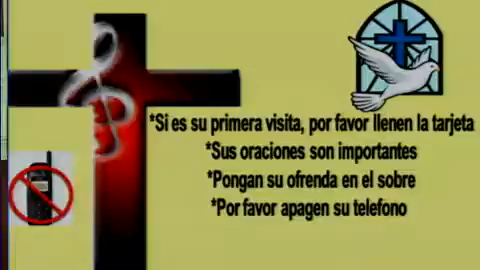 *Si es su primera visita, por favor llenen la tarjeta
*Sus oraciones son importantes
*Pongan su ofrenda en el sobre
*Por favor apagen su telefono